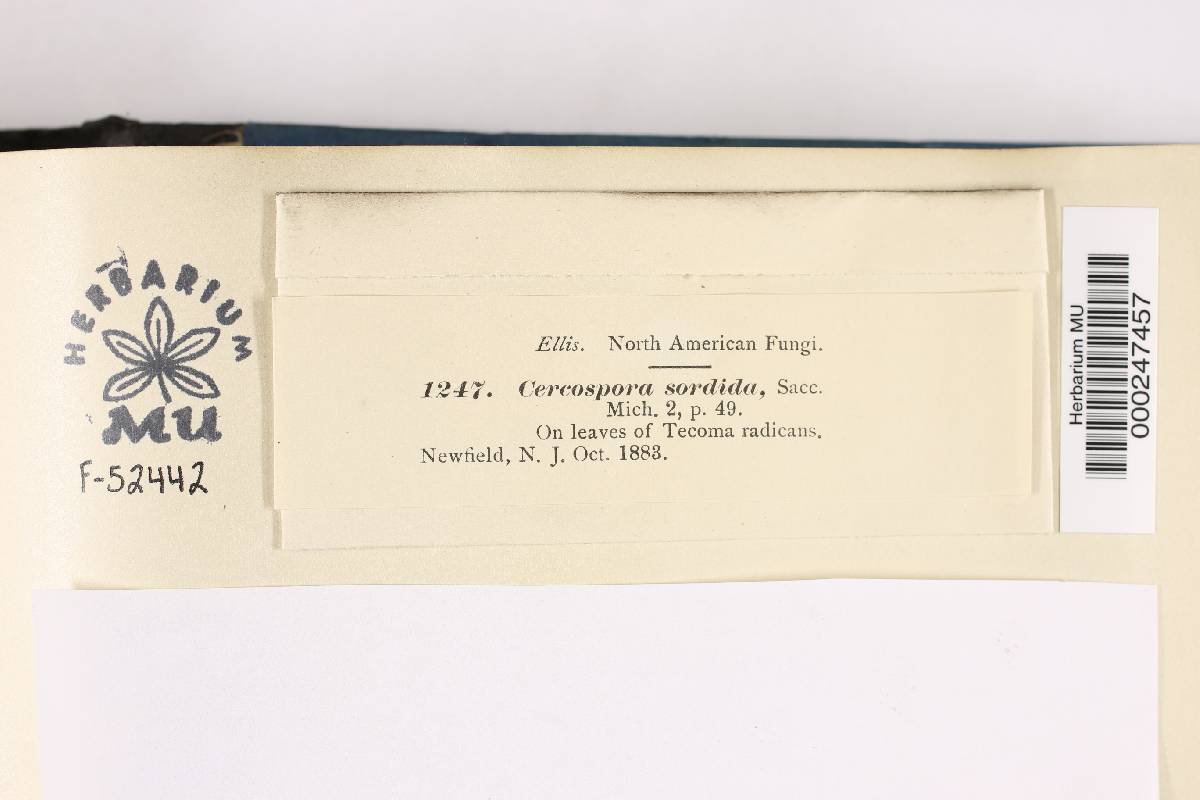 HERBARIUM
MU
F-52442
Ellis. North American Fungi.
1247. Cercospora sordida, Sacc.
Mich. 2, p. 49.
On leaves of Tecoma radicans.
Newfield, N. J. Oct. 1883.
Herbarium MU
000247457